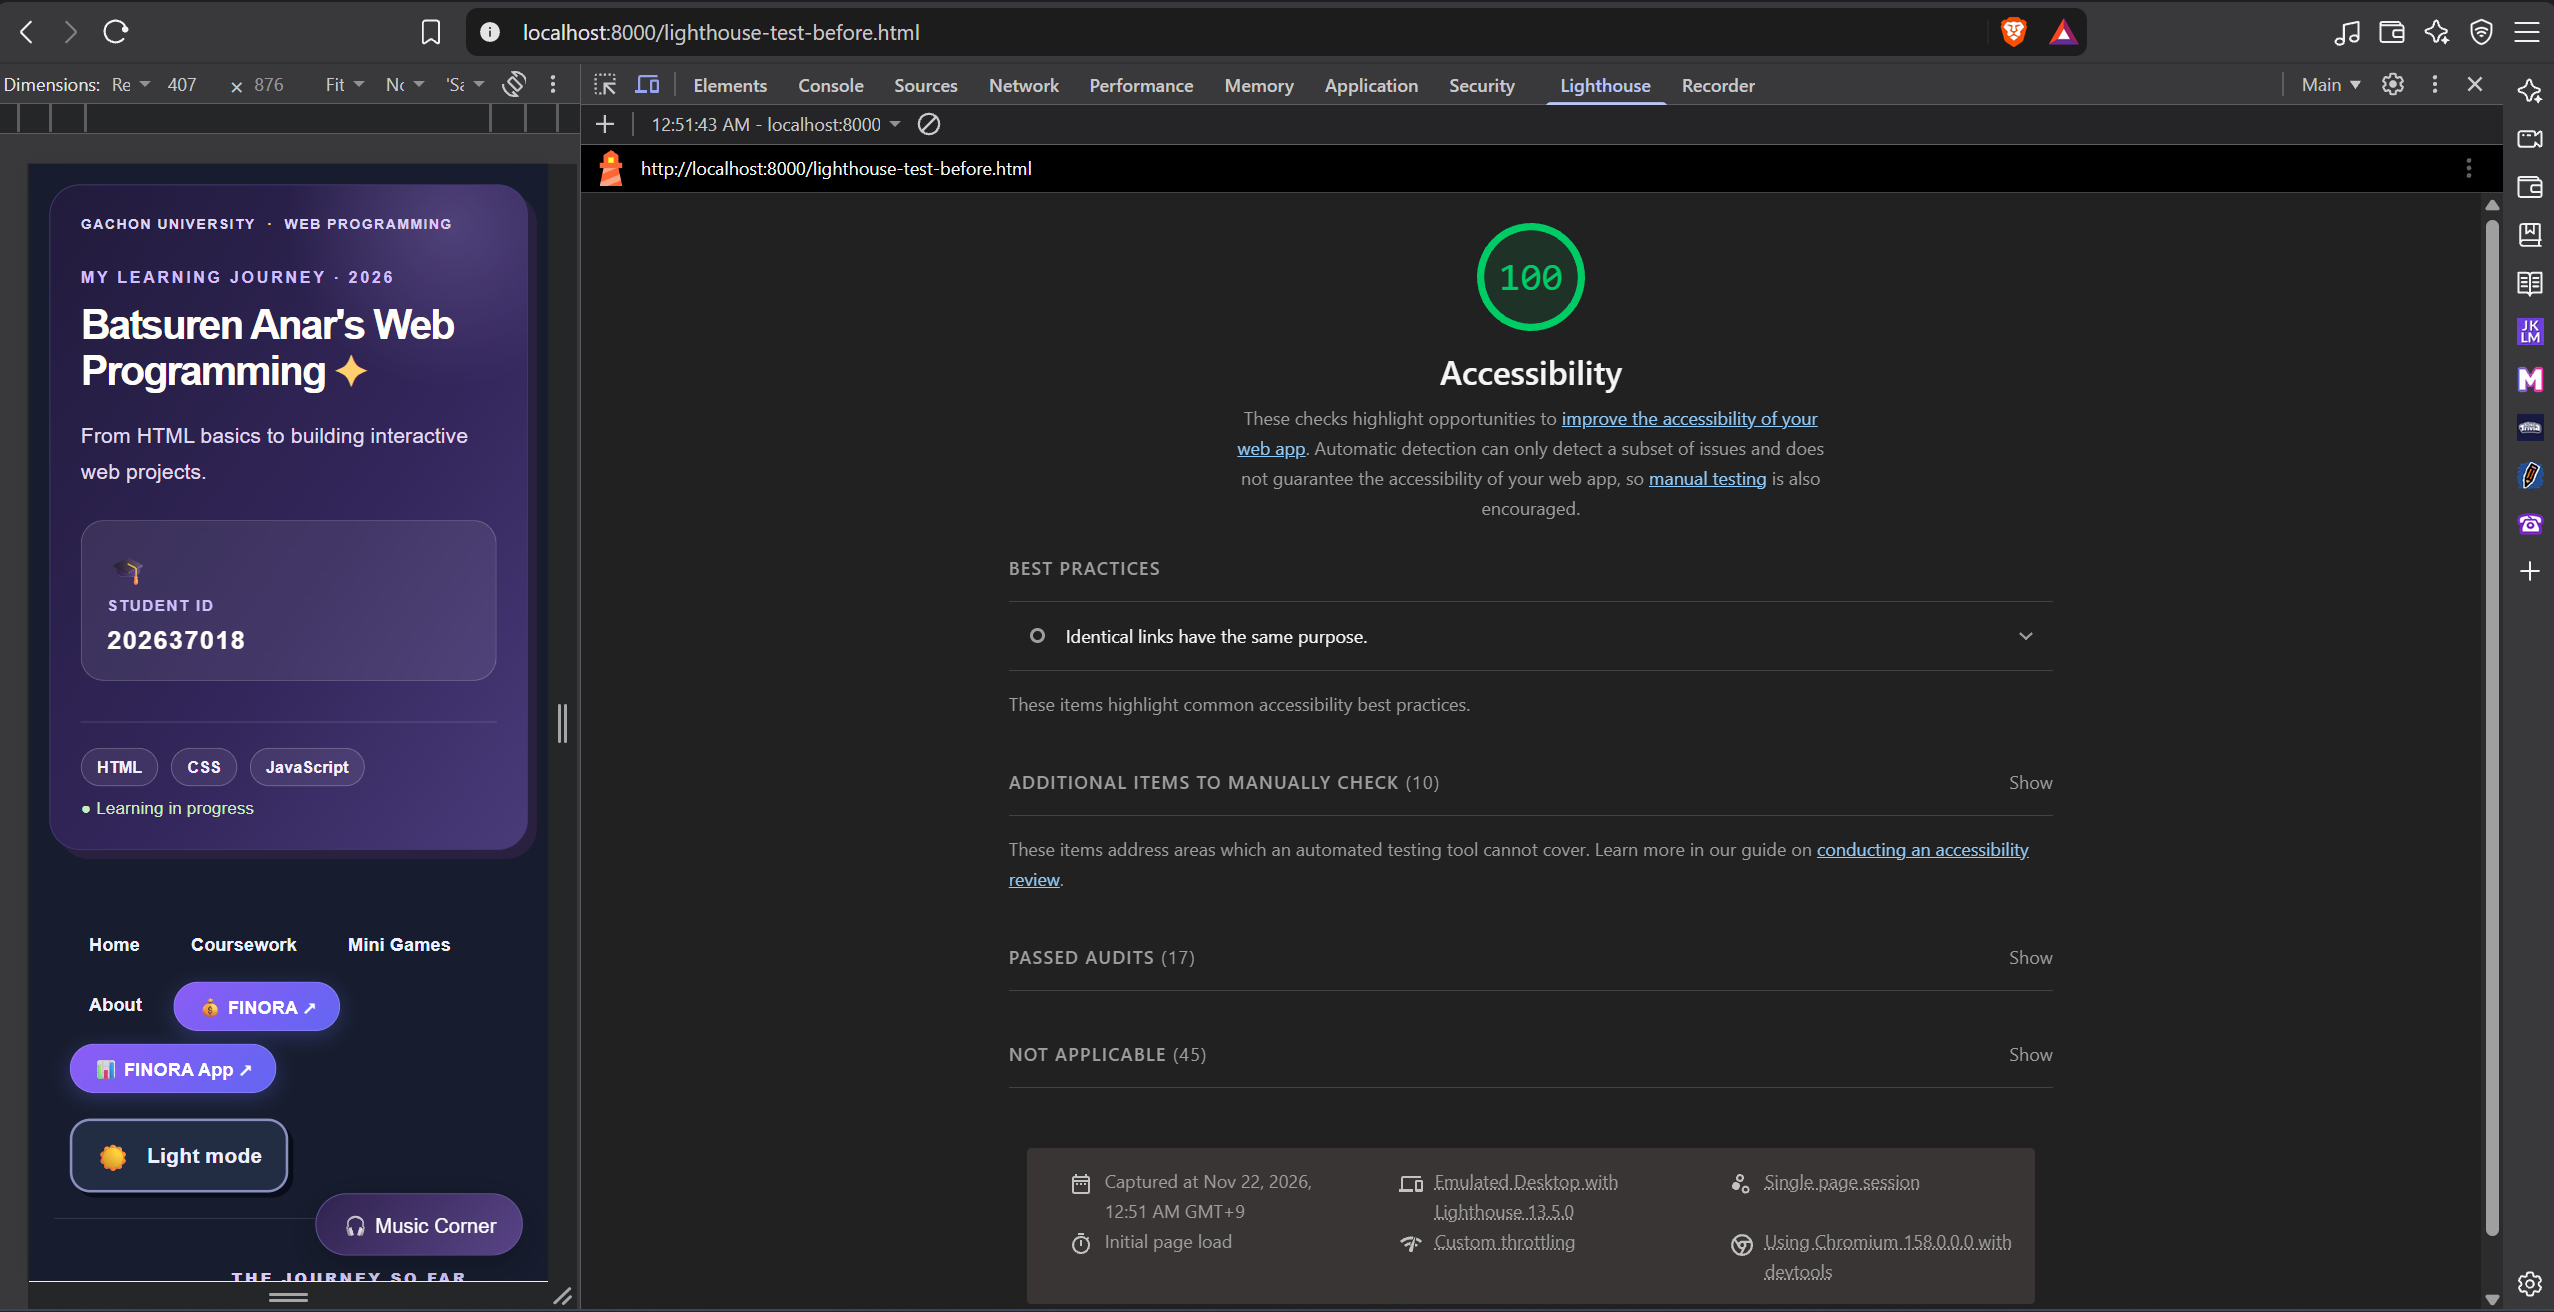 localhost:8000/lighthouse-test-before.html
Dimensions: Re 407 × 876 Fit Nc 'Sa
Elements Console Sources Network Performance Memory Application Security Lighthouse Recorder Main
12:51:43 AM - localhost:8000
http://localhost:8000/lighthouse-test-before.html
GACHON UNIVERSITY · WEB PROGRAMMING
MY LEARNING JOURNEY · 2026
Batsuren Anar's Web
Programming
From HTML basics to building interactive
web projects.
STUDENT ID
202637018
HTML CSS JavaScript
● Learning in progress
Home Coursework Mini Games
About FINORA ↗
FINORA App ↗
Light mode
Music Corner
THE JOURNEY SO FAR
100
Accessibility
These checks highlight opportunities to improve the accessibility of your
web app. Automatic detection can only detect a subset of issues and does
not guarantee the accessibility of your web app, so manual testing is also
encouraged.
BEST PRACTICES
Identical links have the same purpose.
These items highlight common accessibility best practices.
ADDITIONAL ITEMS TO MANUALLY CHECK (10) Show
These items address areas which an automated testing tool cannot cover. Learn more in our guide on conducting an accessibility
review.
PASSED AUDITS (17) Show
NOT APPLICABLE (45) Show
Captured at Nov 22, 2026,
12:51 AM GMT+9
Initial page load
Emulated Desktop with
Lighthouse 13.5.0
Custom throttling
Single page session
Using Chromium 158.0.0.0 with
devtools
JK
LM
M